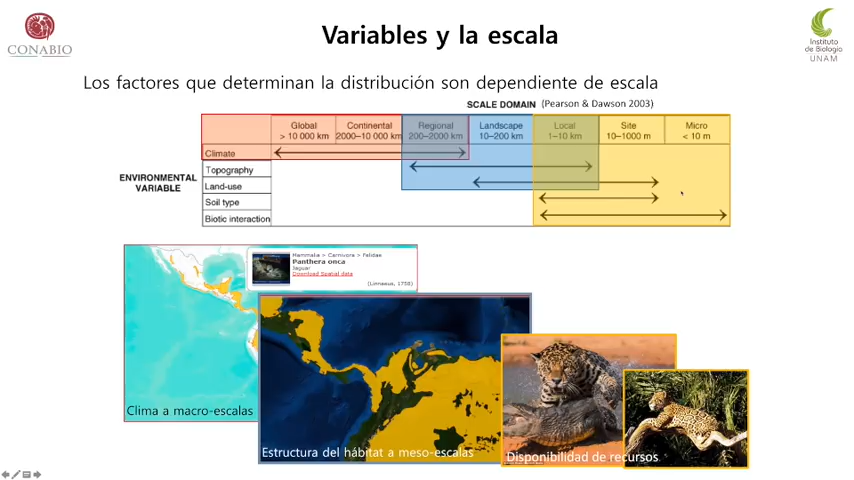 CONABIO
Variables y la escala
Instituto
de Biología
UNAM
Los factores que determinan la distribución son dependiente de escala
SCALE DOMAIN (Pearson & Dawson 2003)
Global Continental Regional Landscape Local Site Micro
> 10 000 km 2000–10 000 km 200–2000 km 10–200 km 1–10 km 10–1000 m < 10 m
ENVIRONMENTAL
VARIABLE
Climate
Topography
Land-use
Soil type
Biotic interaction
Mammalia > Carnivora > Felidae
Panthera onca
Jaguar
Download Spatial data
(Linnaeus, 1758)
Clima a macro-escalas
Estructura del hábitat a meso-escalas
Disponibilidad de recursos